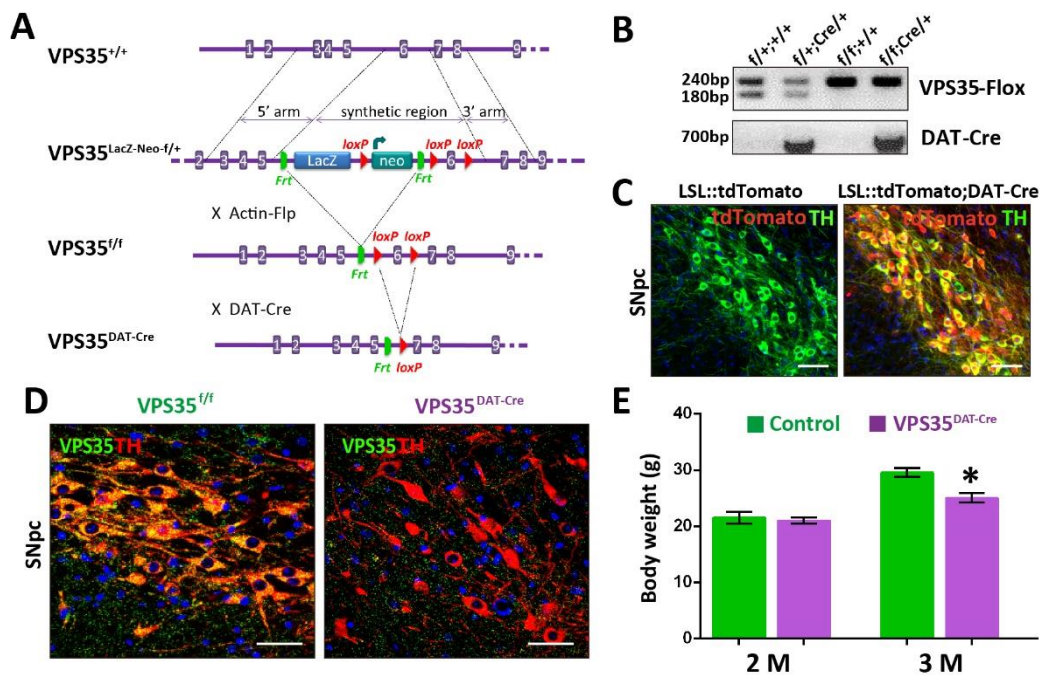 A
VPS35+/+
1 2 3 4 5 6 7 8 9
5' arm synthetic region 3' arm
VPS35LacZ-Neo-f/+
2 3 4 5 LacZ loxP neo loxP 6 loxP 7 8 9
Frt Frt
X Actin-Flp
VPS35f/f
1 2 3 4 5 loxP 6 loxP 7 8 9
Frt
X DAT-Cre
VPS35DAT-Cre
1 2 3 4 5 7 8 9
Frt loxP
B
f/+;+/+ f/+;Cre/+ f/f;+/+ f/f;Cre/+
240bp
180bp
VPS35-Flox
700bp
DAT-Cre
C
LSL::tdTomato LSL::tdTomato;DAT-Cre
tdTomato TH tdTomato TH
SNpc
D
VPS35f/f VPS35DAT-Cre
VPS35TH VPS35TH
SNpc
E
Control VPS35DAT-Cre
Body weight (g)
40
30
20
10
0
*
2 M 3 M